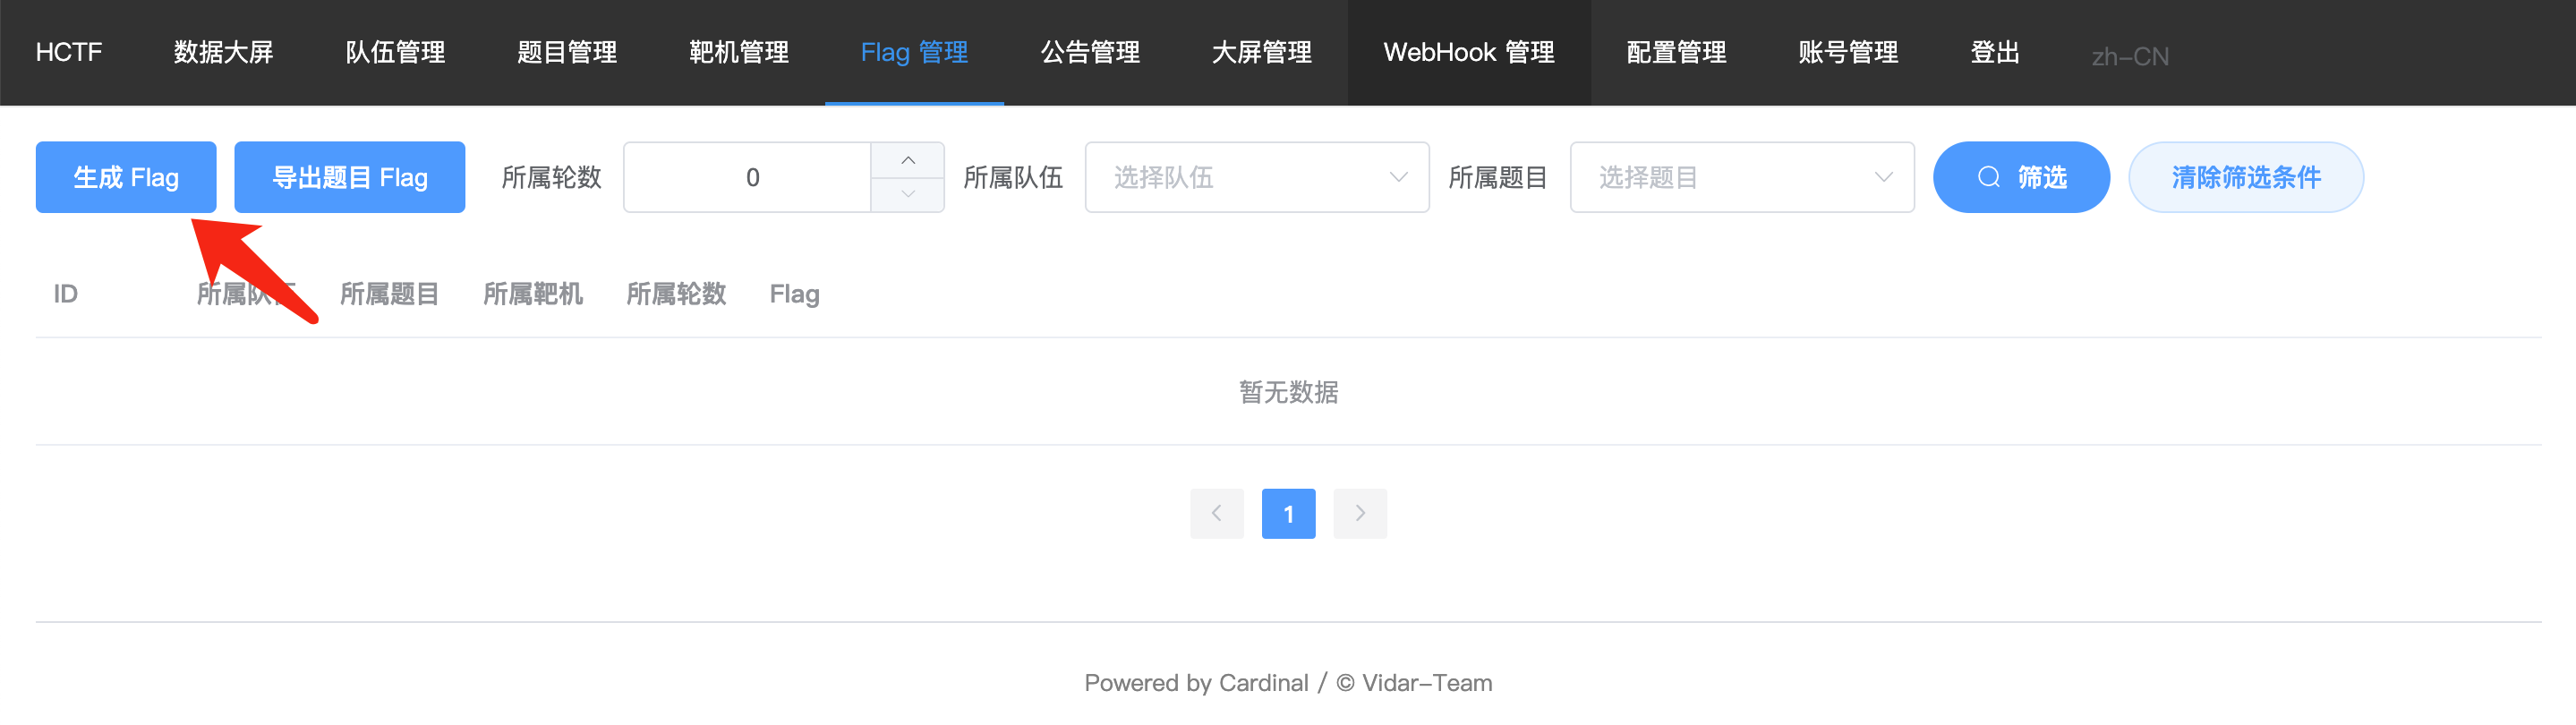 HCTF 数据大屏 队伍管理 题目管理 靶机管理 Flag 管理 公告管理 大屏管理 WebHook 管理 配置管理 账号管理 登出 zh-CN
生成 Flag 导出题目 Flag 所属轮数 0 所属队伍 选择队伍 所属题目 选择题目 筛选 清除筛选条件
ID 所属队 所属题目 所属靶机 所属轮数 Flag
暂无数据
1
Powered by Cardinal / © Vidar-Team